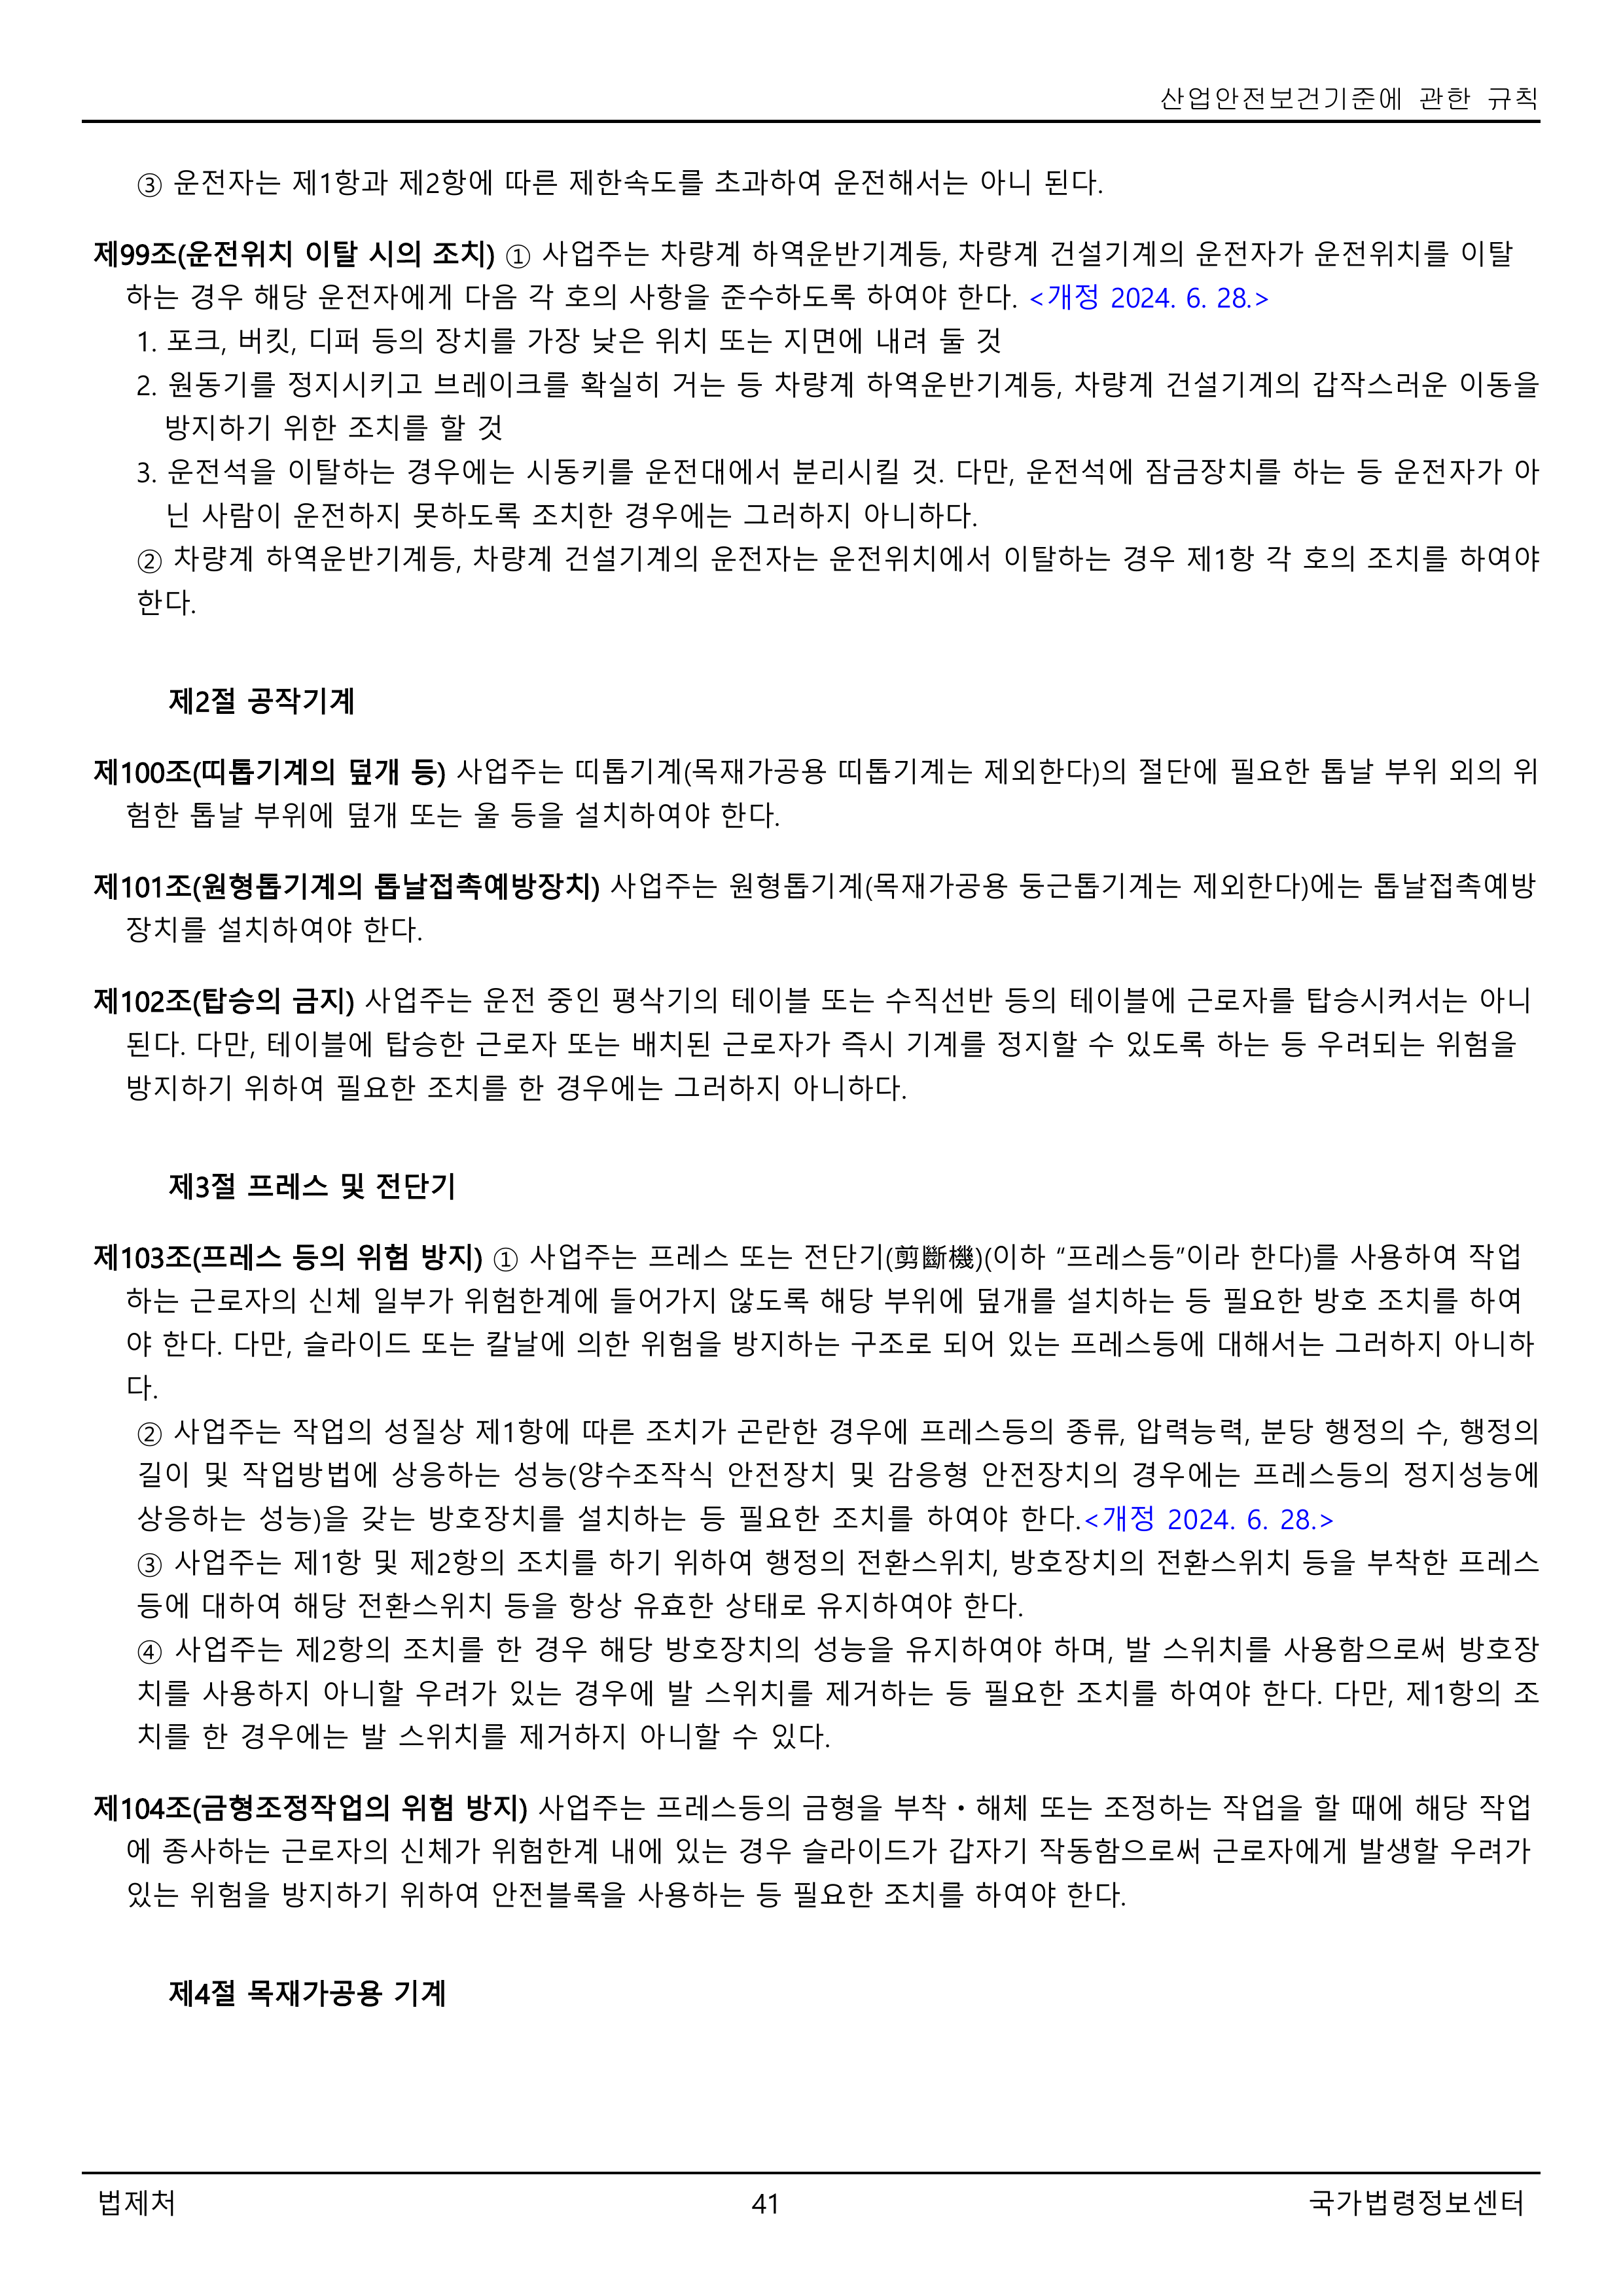 산업안전보건기준에 관한 규칙
③ 운전자는 제1항과 제2항에 따른 제한속도를 초과하여 운전해서는 아니 된다.
제99조(운전위치 이탈 시의 조치) ① 사업주는 차량계 하역운반기계등, 차량계 건설기계의 운전자가 운전위치를 이탈
하는 경우 해당 운전자에게 다음 각 호의 사항을 준수하도록 하여야 한다. <개정 2024. 6. 28.>
1. 포크, 버킷, 디퍼 등의 장치를 가장 낮은 위치 또는 지면에 내려 둘 것
2. 원동기를 정지시키고 브레이크를 확실히 거는 등 차량계 하역운반기계등, 차량계 건설기계의 갑작스러운 이동을
방지하기 위한 조치를 할 것
3. 운전석을 이탈하는 경우에는 시동키를 운전대에서 분리시킬 것. 다만, 운전석에 잠금장치를 하는 등 운전자가 아
닌 사람이 운전하지 못하도록 조치한 경우에는 그러하지 아니하다.
② 차량계 하역운반기계등, 차량계 건설기계의 운전자는 운전위치에서 이탈하는 경우 제1항 각 호의 조치를 하여야
한다.
제2절 공작기계
제100조(띠톱기계의 덮개 등) 사업주는 띠톱기계(목재가공용 띠톱기계는 제외한다)의 절단에 필요한 톱날 부위 외의 위
험한 톱날 부위에 덮개 또는 울 등을 설치하여야 한다.
제101조(원형톱기계의 톱날접촉예방장치) 사업주는 원형톱기계(목재가공용 둥근톱기계는 제외한다)에는 톱날접촉예방
장치를 설치하여야 한다.
제102조(탑승의 금지) 사업주는 운전 중인 평삭기의 테이블 또는 수직선반 등의 테이블에 근로자를 탑승시켜서는 아니
된다. 다만, 테이블에 탑승한 근로자 또는 배치된 근로자가 즉시 기계를 정지할 수 있도록 하는 등 우려되는 위험을
방지하기 위하여 필요한 조치를 한 경우에는 그러하지 아니하다.
제3절 프레스 및 전단기
제103조(프레스 등의 위험 방지) ① 사업주는 프레스 또는 전단기(剪斷機)(이하 “프레스등”이라 한다)를 사용하여 작업
하는 근로자의 신체 일부가 위험한계에 들어가지 않도록 해당 부위에 덮개를 설치하는 등 필요한 방호 조치를 하여
야 한다. 다만, 슬라이드 또는 칼날에 의한 위험을 방지하는 구조로 되어 있는 프레스등에 대해서는 그러하지 아니하
다.
② 사업주는 작업의 성질상 제1항에 따른 조치가 곤란한 경우에 프레스등의 종류, 압력능력, 분당 행정의 수, 행정의
길이 및 작업방법에 상응하는 성능(양수조작식 안전장치 및 감응형 안전장치의 경우에는 프레스등의 정지성능에
상응하는 성능)을 갖는 방호장치를 설치하는 등 필요한 조치를 하여야 한다.<개정 2024. 6. 28.>
③ 사업주는 제1항 및 제2항의 조치를 하기 위하여 행정의 전환스위치, 방호장치의 전환스위치 등을 부착한 프레스
등에 대하여 해당 전환스위치 등을 항상 유효한 상태로 유지하여야 한다.
④ 사업주는 제2항의 조치를 한 경우 해당 방호장치의 성능을 유지하여야 하며, 발 스위치를 사용함으로써 방호장
치를 사용하지 아니할 우려가 있는 경우에 발 스위치를 제거하는 등 필요한 조치를 하여야 한다. 다만, 제1항의 조
치를 한 경우에는 발 스위치를 제거하지 아니할 수 있다.
제104조(금형조정작업의 위험 방지) 사업주는 프레스등의 금형을 부착ㆍ해체 또는 조정하는 작업을 할 때에 해당 작업
에 종사하는 근로자의 신체가 위험한계 내에 있는 경우 슬라이드가 갑자기 작동함으로써 근로자에게 발생할 우려가
있는 위험을 방지하기 위하여 안전블록을 사용하는 등 필요한 조치를 하여야 한다.
제4절 목재가공용 기계
법제처
41
국가법령정보센터